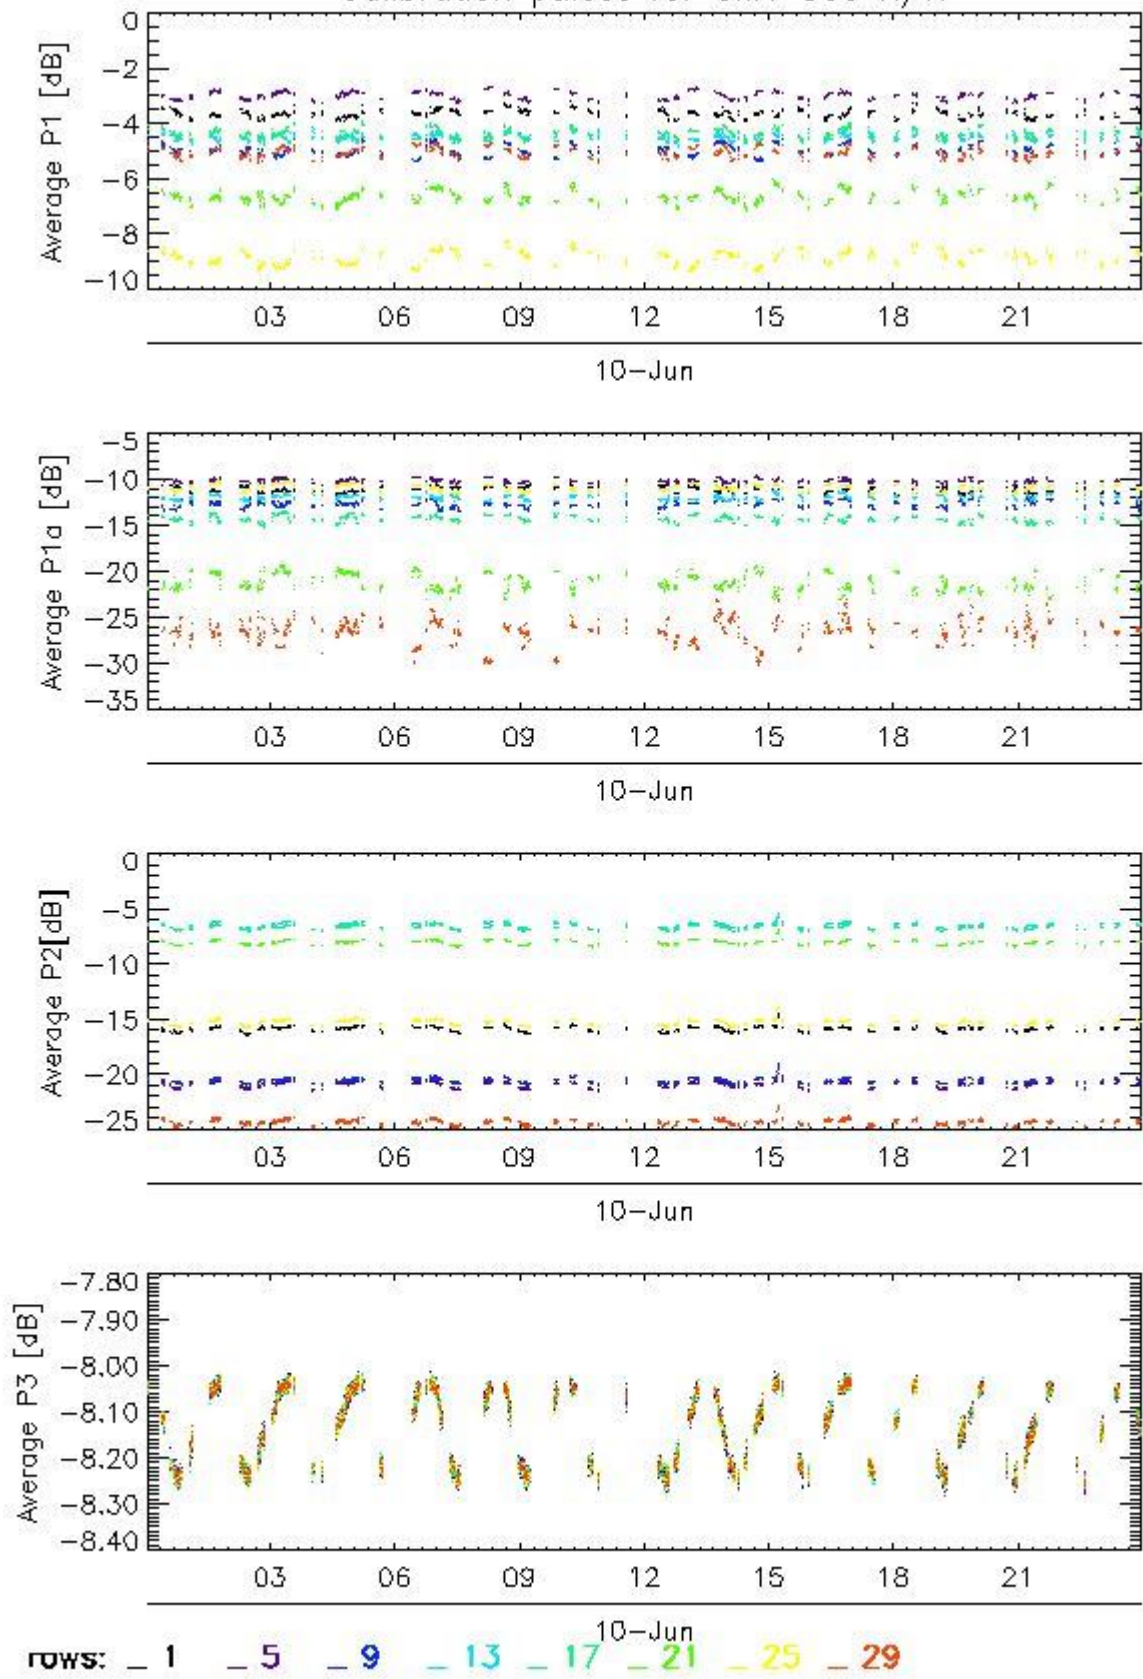 0
-2
-4
-6
-8
-10
Average P1 [dB]
03 06 09 12 15 18 21
10-Jun
-5
-10
-15
-20
-25
-30
-35
Average P1a [dB]
03 06 09 12 15 18 21
10-Jun
0
-5
-10
-15
-20
-25
Average P2[dB]
03 06 09 12 15 18 21
10-Jun
-7.80
-7.90
-8.00
-8.10
-8.20
-8.30
-8.40
Average P3 [dB]
03 06 09 12 15 18 21
10-Jun
rows: _ 1 _ 5 _ 9 _ 13 _ 17 _ 21 _ 25 _ 29